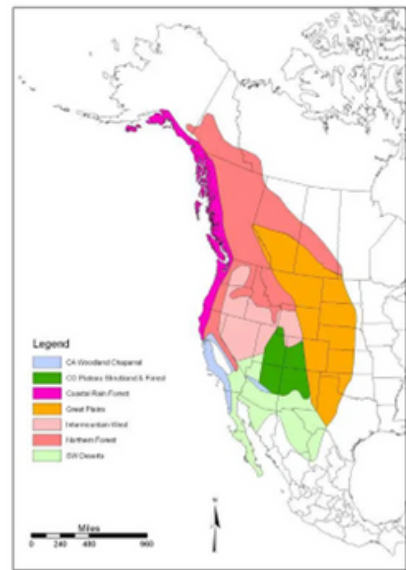 Legend
CA Woodland Chaparral
CO Plateau Shrubland & Forest
Coastal Rain Forest
Great Plains
Intermountain West
Northern Forest
SW Deserts
N
Miles
0 240 480 960